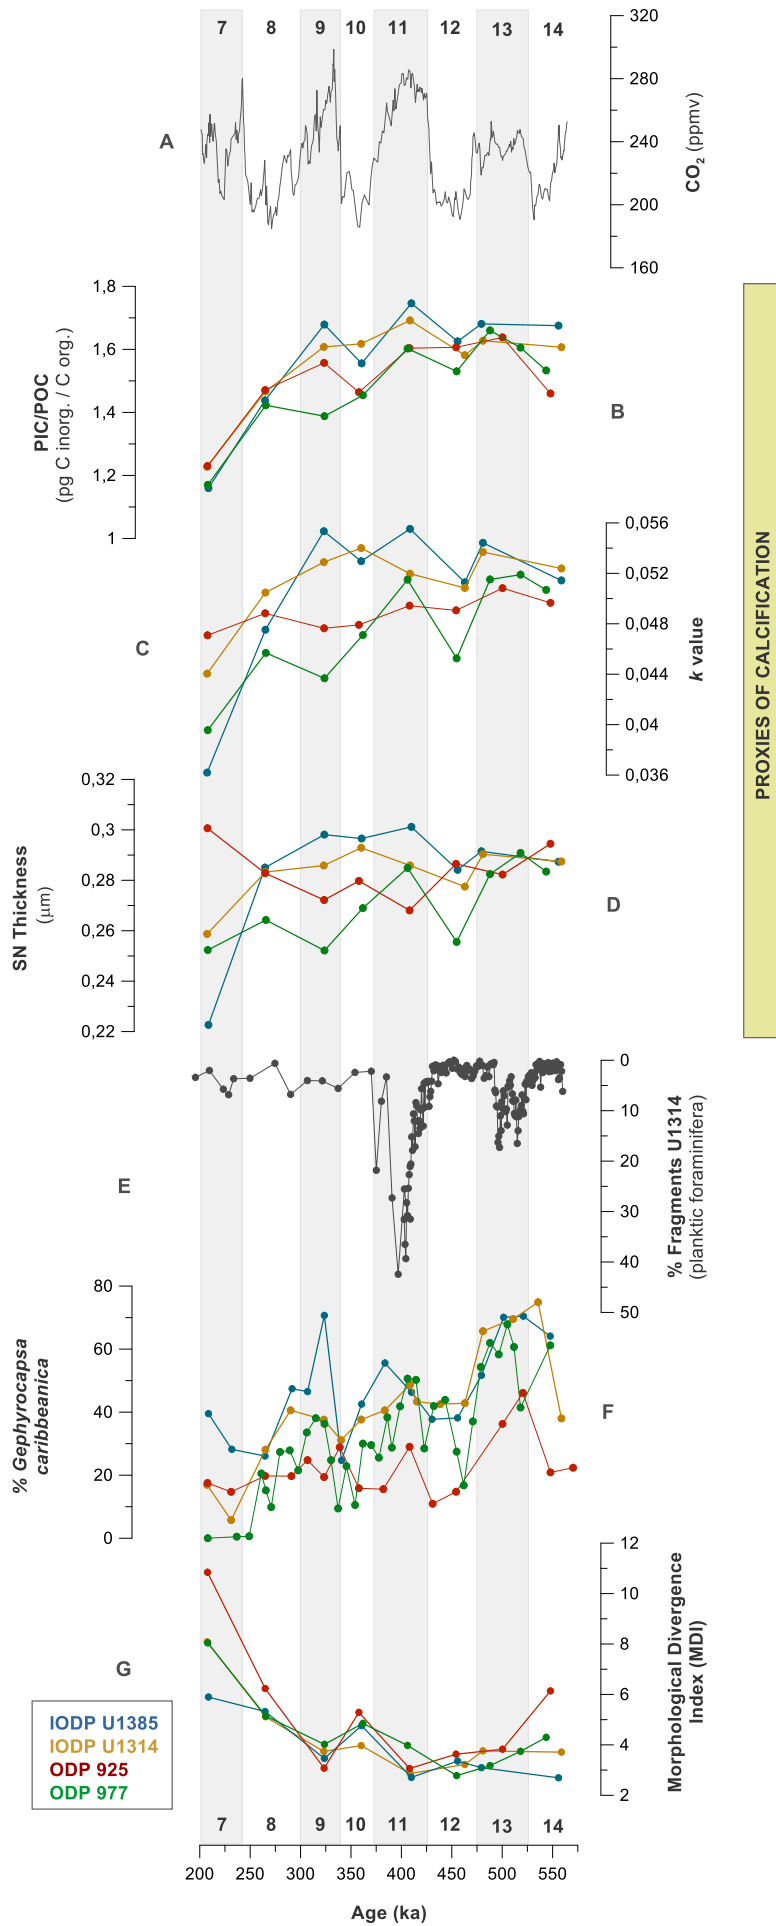 7 8 9 10 11 12 13 14
320
280
240
200
160
CO2 (ppmv)
A
1,8
1,6
1,4
1,2
1
PIC/POC
(pg C inorg. / C org.)
B
0,056
0,052
0,048
0,044
0,04
0,036
k value
C
PROXIES OF CALCIFICATION
0,32
0,3
0,28
0,26
0,24
0,22
SN Thickness
(μm)
D
0
10
20
30
40
50
% Fragments U1314
(planktic foraminifera)
E
80
60
40
20
0
% Gephyrocapsa
caribbeanica
F
12
10
8
6
4
2
Morphological Divergence
Index (MDI)
G
IODP U1385
IODP U1314
ODP 925
ODP 977
7 8 9 10 11 12 13 14
200 250 300 350 400 450 500 550
Age (ka)